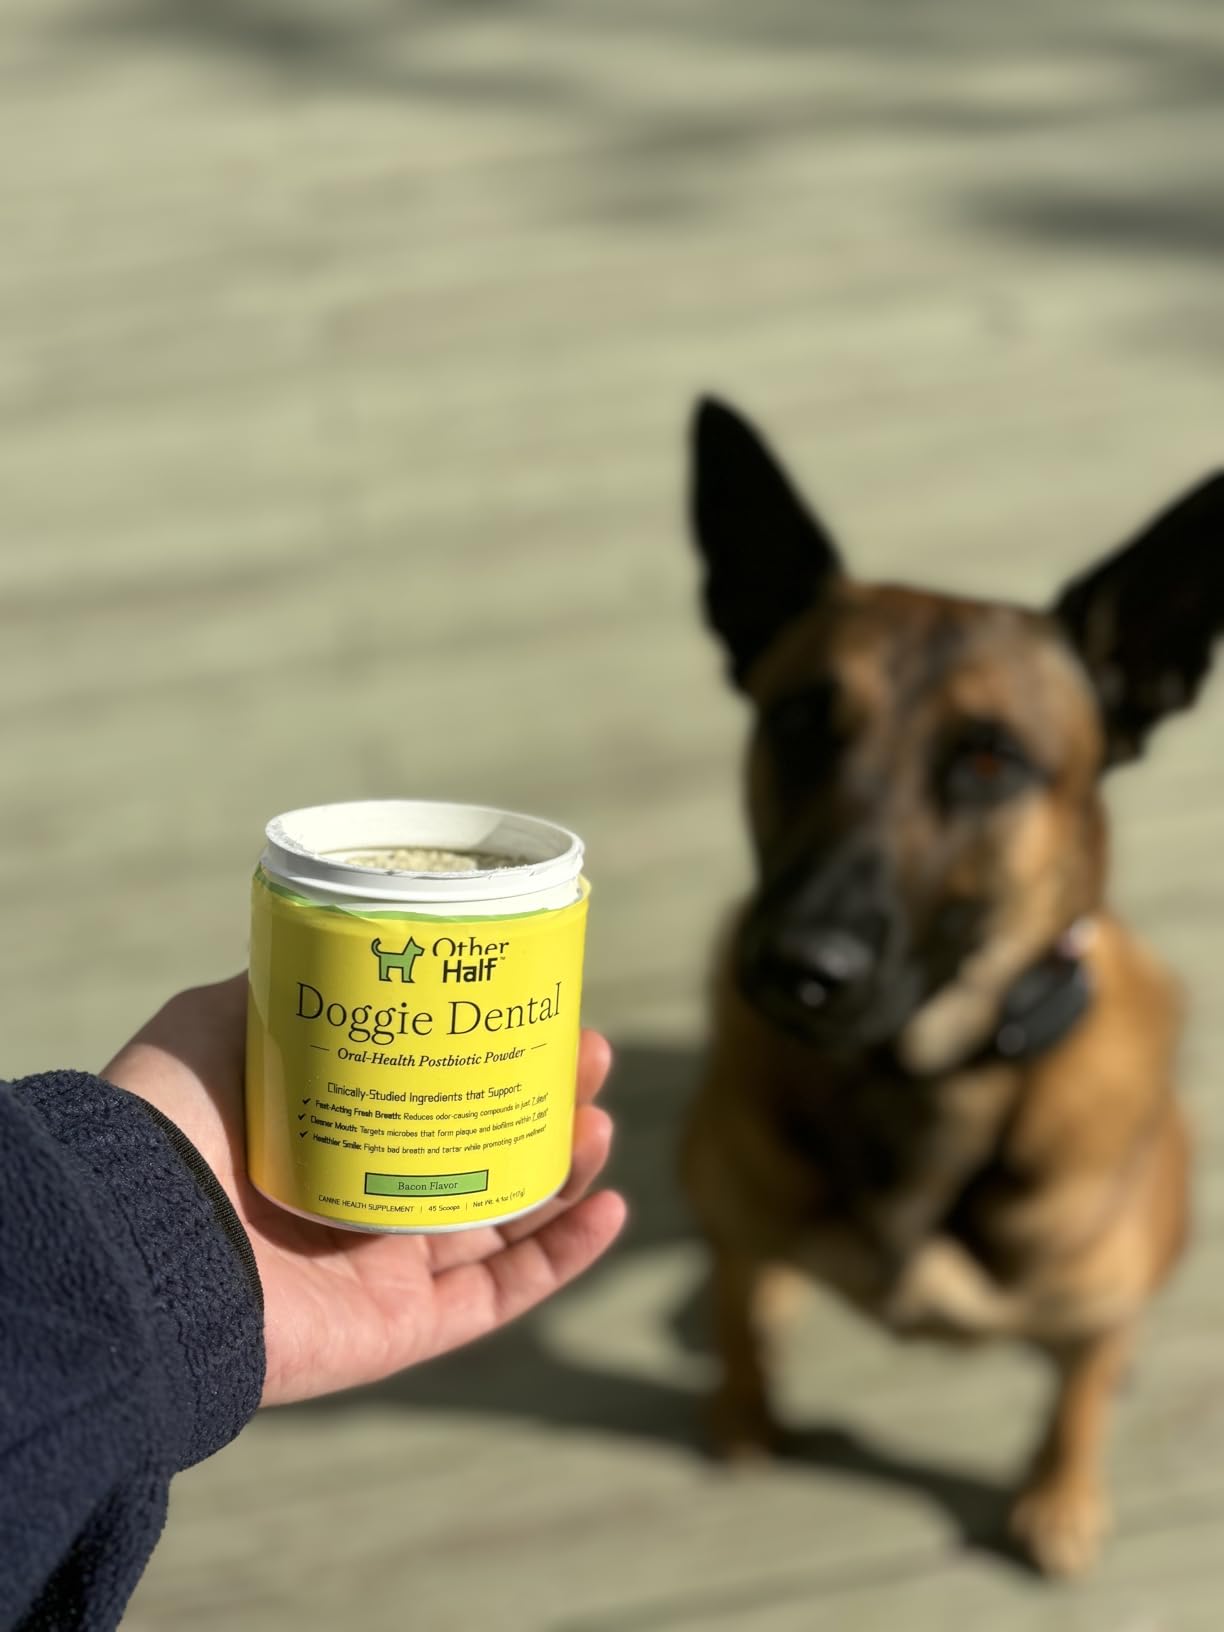 Other
Half™
Doggie Dental
Oral-Health Postbiotic Powder
Clinically-Studied Ingredients that Support:
✓ Fast-Acting Fresh Breath: Reduces odor-causing compounds in just 7 days*
✓ Cleaner Mouth: Targets microbes that form plaque and biofilms within 7 days*
✓ Healthier Smile: Fights bad breath and tartar while promoting gum wellness*
Bacon Flavor
CANINE HEALTH SUPPLEMENT | 45 Scoops | Net Wt. 4.1oz (117g)